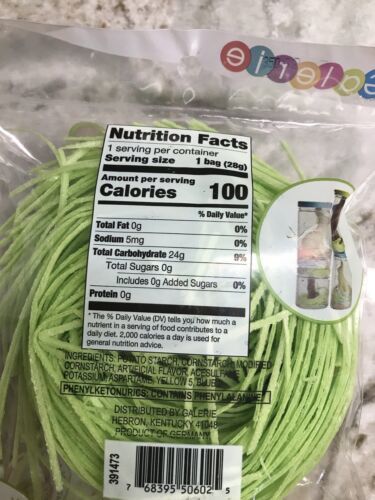 galerie
Nutrition Facts
1 serving per container
Serving size 1 bag (28g)
Amount per serving
Calories 100
% Daily Value*
Total Fat 0g 0%
Sodium 5mg 0%
Total Carbohydrate 24g 9%
Total Sugars 0g
Includes 0g Added Sugars 0%
Protein 0g
*The % Daily Value (DV) tells you how much a
nutrient in a serving of food contributes to a
daily diet. 2,000 calories a day is used for
general nutrition advice.
INGREDIENTS: POTATO STARCH, CORNSTARCH, MODIFIED
CORNSTARCH, ARTIFICIAL FLAVOR, ACESULFAME
POTASSIUM, ASPARTAME, YELLOW 5, BLUE
PHENYLKETONURICS: CONTAINS PHENYLALANINE
DISTRIBUTED BY GALERIE
HEBRON, KENTUCKY 41048
PRODUCT OF GERMANY
391473
7 68395 50602 5